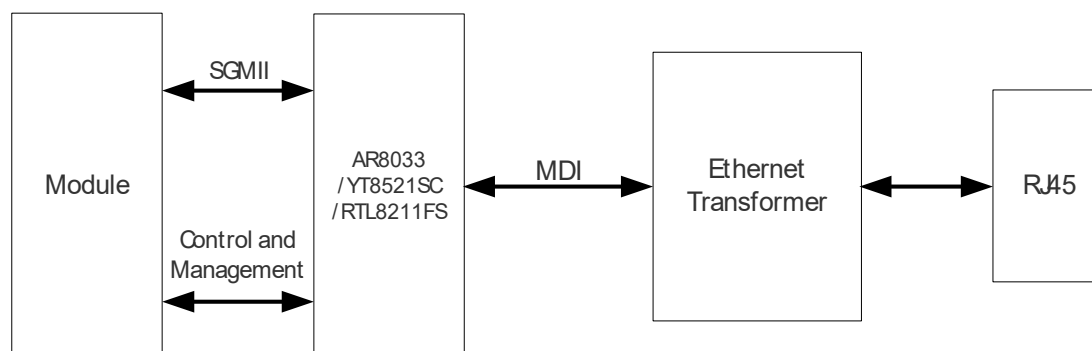 SGMII
Module
AR8033
/YT8521SC
/RTL8211FS
Control and
Management
MDI
Ethernet
Transformer
RJ45